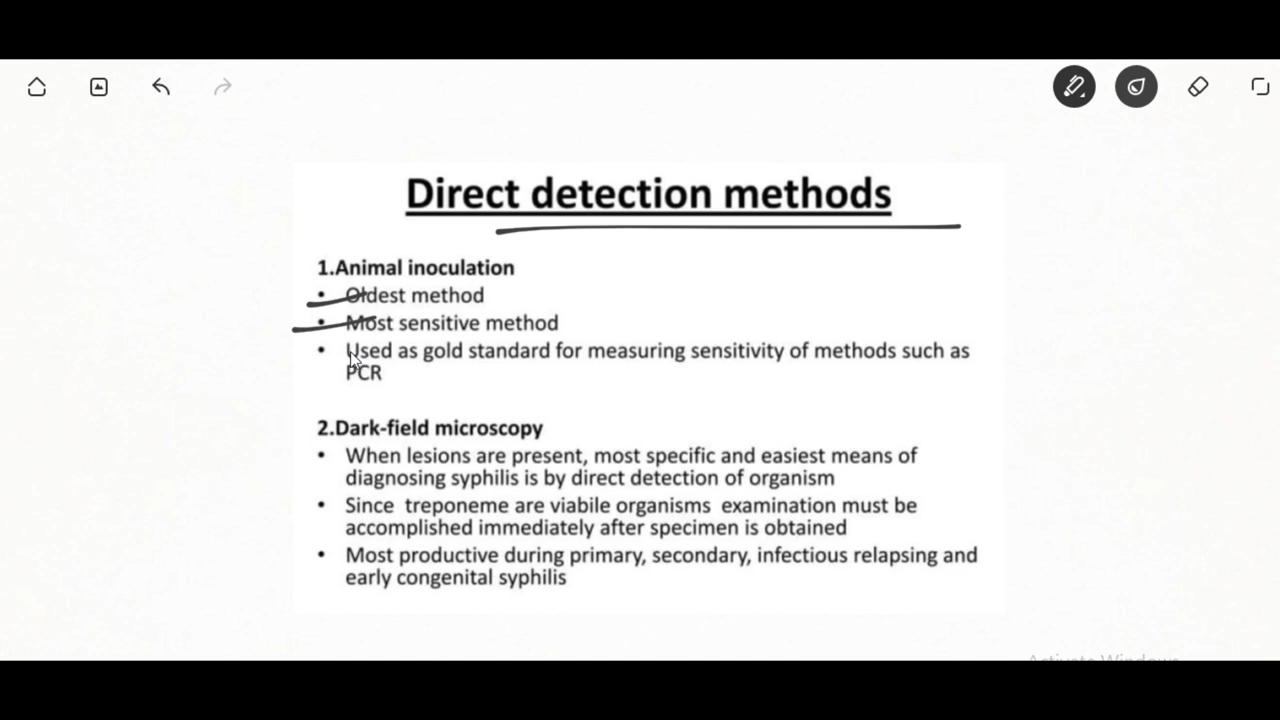 Direct detection methods
1.Animal inoculation
• Oldest method
• Most sensitive method
• Used as gold standard for measuring sensitivity of methods such as
PCR
2.Dark-field microscopy
• When lesions are present, most specific and easiest means of
diagnosing syphilis is by direct detection of organism
• Since treponeme are viabile organisms examination must be
accomplished immediately after specimen is obtained
• Most productive during primary, secondary, infectious relapsing and
early congenital syphilis
Activate Windows